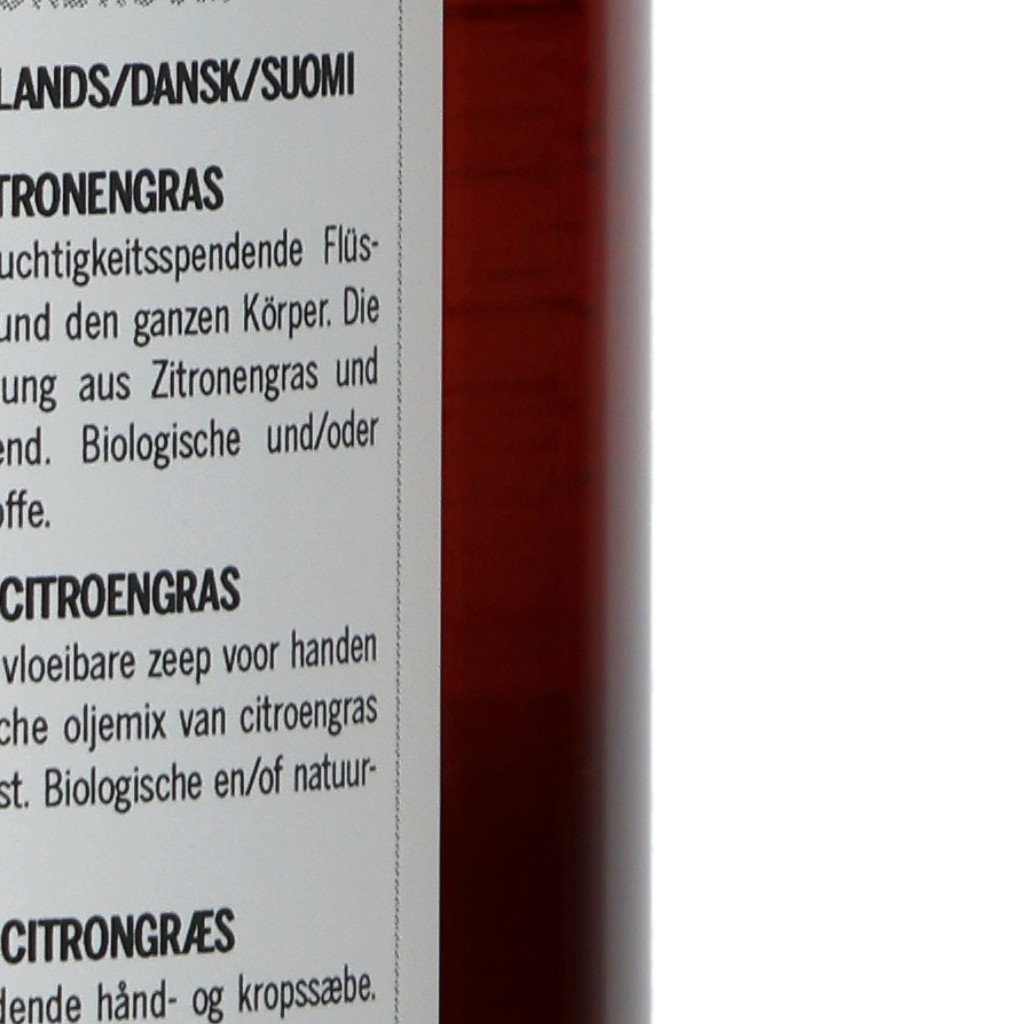 LANDS/DANSK/SUOMI
TRONENGRAS
uchtigkeitsspendende Flüs-
und den ganzen Körper. Die
ung aus Zitronengras und
end. Biologische und/oder
offe.
CITROENGRAS
vloeibare zeep voor handen
che oljemix van citroengras
st. Biologische en/of natuur-
CITRONGRÆS
dende hånd- og kropssæbe.